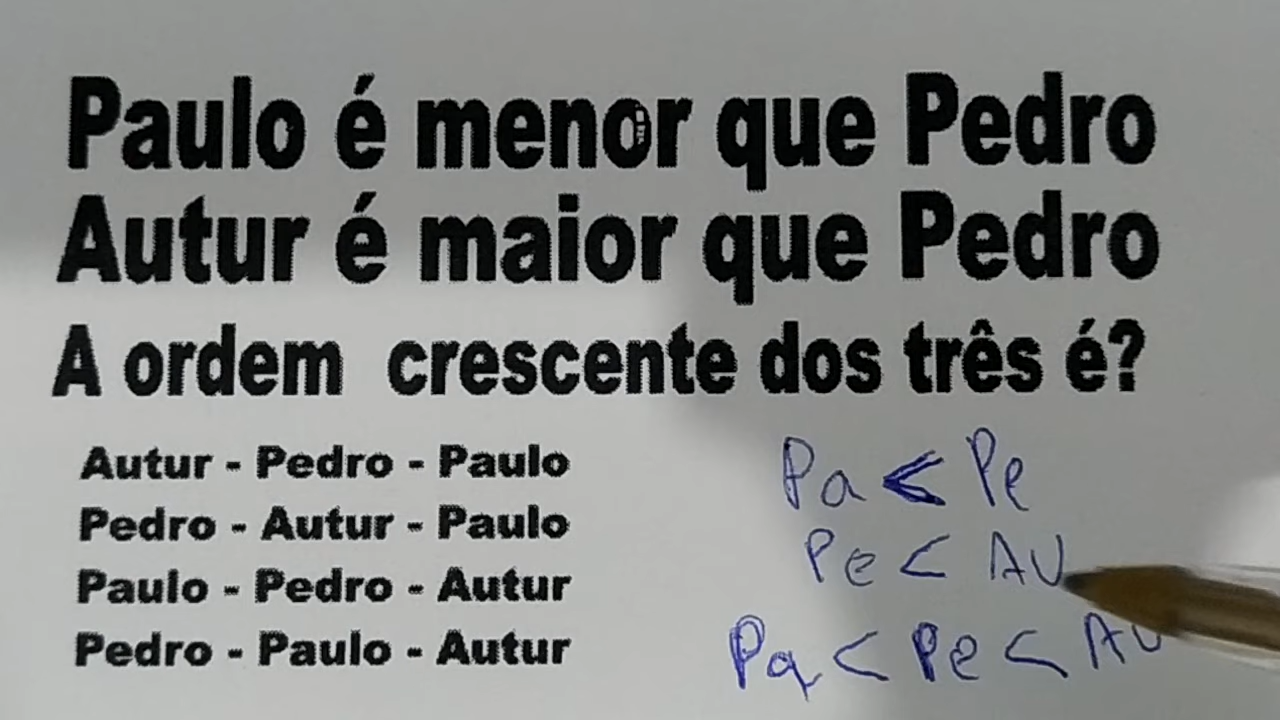 Paulo é menor que Pedro
Autur é maior que Pedro
A ordem crescente dos três é?
Autur - Pedro - Paulo
Pedro - Autur - Paulo
Paulo - Pedro - Autur
Pedro - Paulo - Autur
Pa < Pe
Pe < AU
Pa < Pe < AU